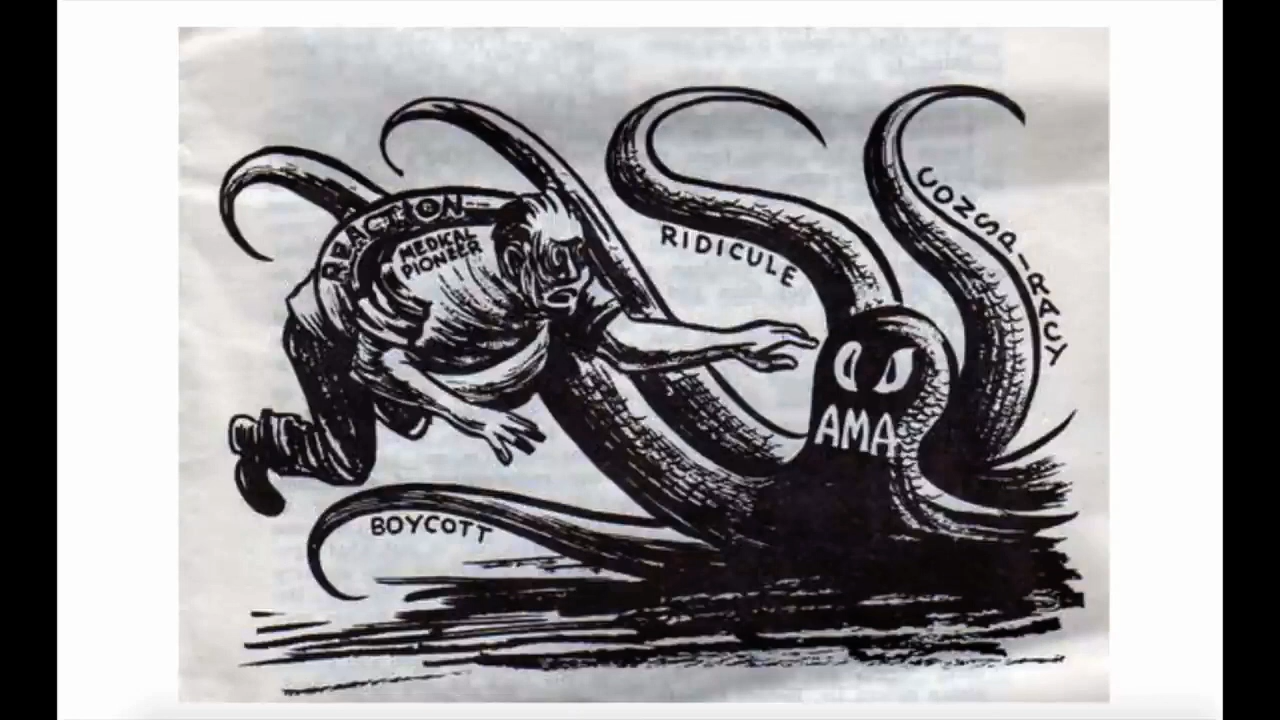 REACTION
MEDICAL
PIONEER
RIDICULE
CONSPIRACY
AMA
BOYCOTT